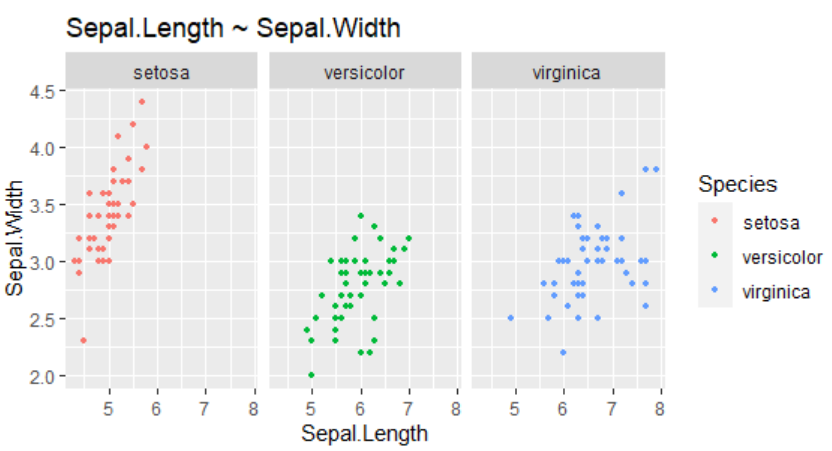 Sepal.Length ~ Sepal.Width
setosa versicolor virginica
4.5
4.0
3.5
3.0
2.5
2.0
Sepal.Width
5 6 7 8 5 6 7 8 5 6 7 8
Sepal.Length
Species
setosa
versicolor
virginica